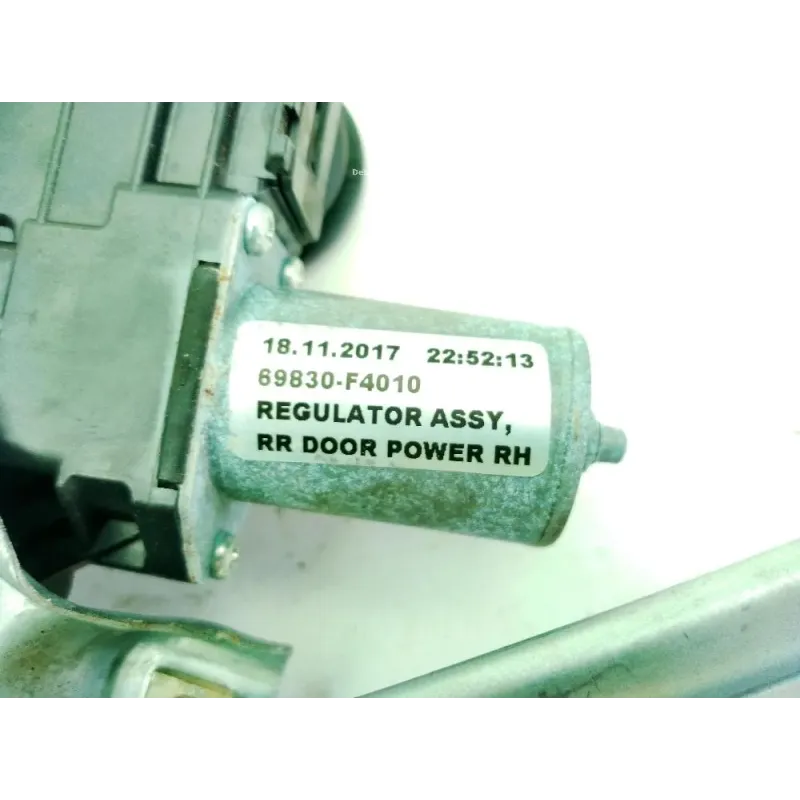 18.11.2017 22:52:13
69830-F4010
REGULATOR ASSY,
RR DOOR POWER RH